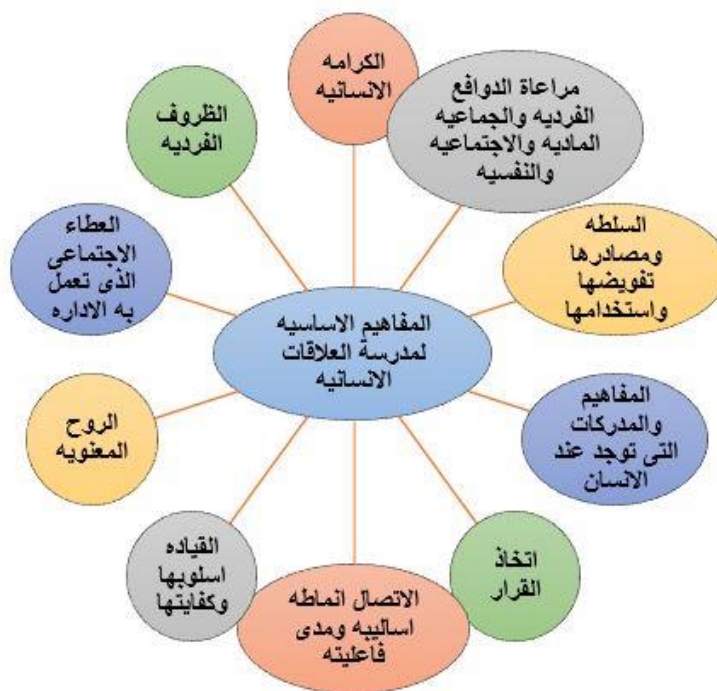 المفاهيم الاساسيه
لمدرسة العلاقات
الانسانيه
الكرامه
الانسانيه
مراعاة الدوافع
الفرديه والجماعيه
الماديه والاجتماعيه
والنفسيه
السلطه
ومصادرها
تفويضها
واستخدامها
المفاهيم
والمدركات
التى توجد عند
الانسان
اتخاذ
القرار
الاتصال انماطه
اساليبه ومدى
فاعليته
القياده
اسلوبها
وكفايتها
الروح
المعنويه
العطاء
الاجتماعى
الذى تعمل
به الاداره
الظروف
الفرديه